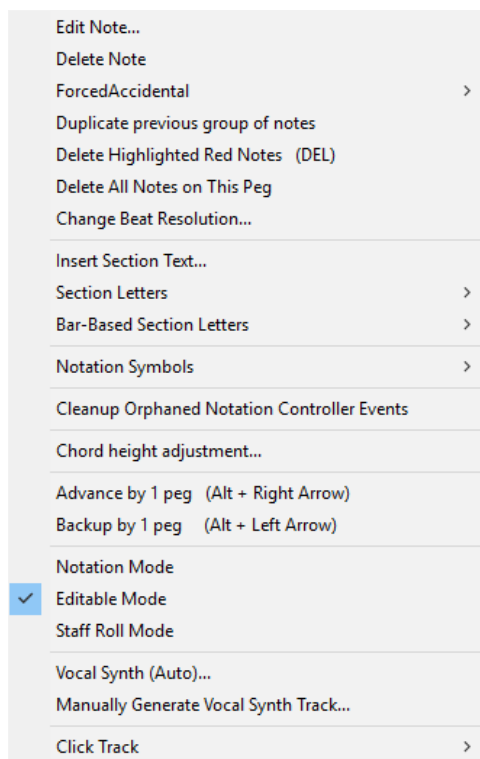 Edit Note...
Delete Note
ForcedAccidental
Duplicate previous group of notes
Delete Highlighted Red Notes (DEL)
Delete All Notes on This Peg
Change Beat Resolution...
Insert Section Text...
Section Letters
Bar-Based Section Letters
Notation Symbols
Cleanup Orphaned Notation Controller Events
Chord height adjustment...
Advance by 1 peg (Alt + Right Arrow)
Backup by 1 peg (Alt + Left Arrow)
Notation Mode
Editable Mode
Staff Roll Mode
Vocal Synth (Auto)...
Manually Generate Vocal Synth Track...
Click Track